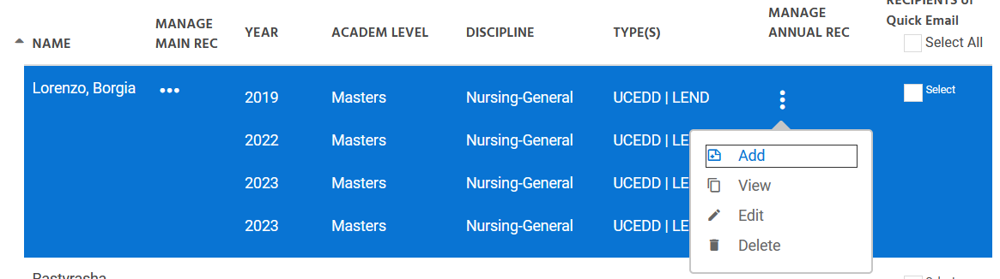 RECIPIENTS of
Quick Email
Select All
NAME
MANAGE
MAIN REC
YEAR
ACADEM LEVEL
DISCIPLINE
TYPE(S)
MANAGE
ANNUAL REC
Lorenzo, Borgia
2019 Masters Nursing-General UCEDD | LEND
Select
2022 Masters Nursing-General UCEDD | LE
2023 Masters Nursing-General UCEDD | LE
2023 Masters Nursing-General UCEDD | LE
Add
View
Edit
Delete
Pastyrasha
Select